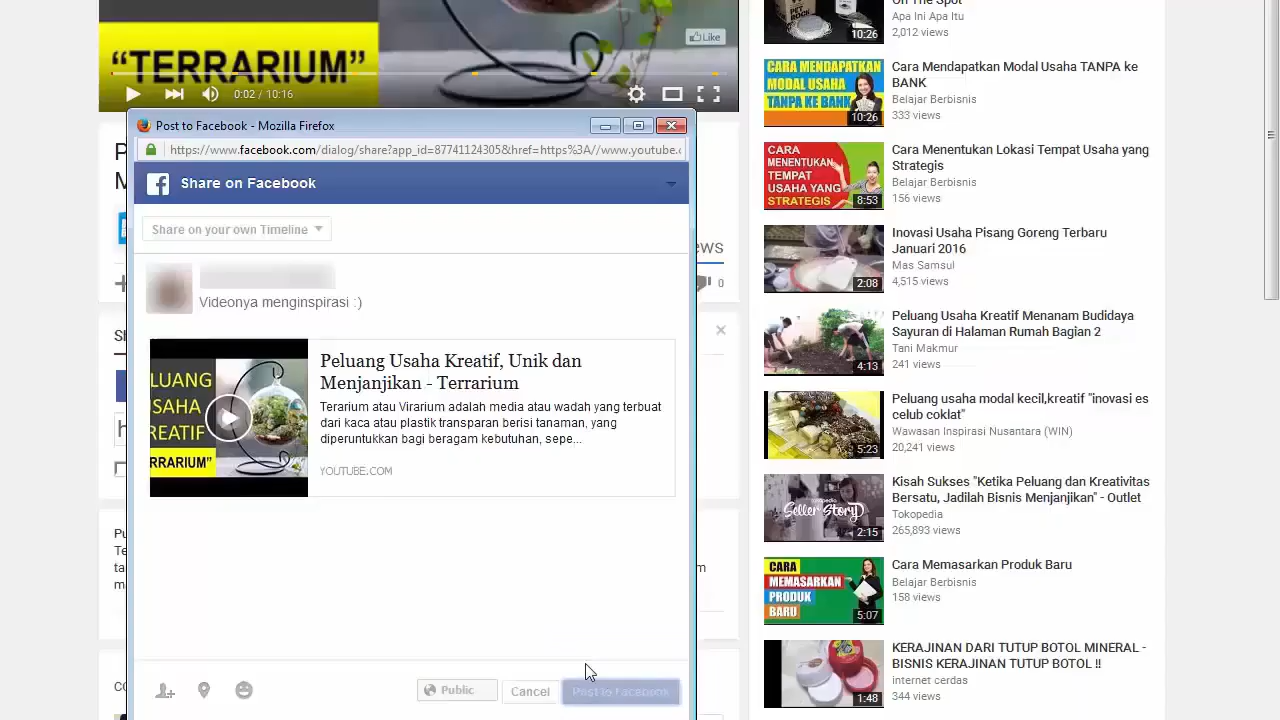 “TERRARIUM”
Like
0:02 / 10:16
to Facebook - Mozilla Firefox
https://www.facebook.com/dialog/share?app_id=87741124305&href=https%3A//www.youtube.c
Share on Facebook
Share on your own Timeline
Videonya menginspirasi :)
LUANG
SAHA
REATIF
RRARIUM”
Peluang Usaha Kreatif, Unik dan
Menjanjikan - Terrarium
Terarium atau Virarium adalah media atau wadah yang terbuat
dari kaca atau plastik transparan berisi tanaman, yang
diperuntukkan bagi beragam kebutuhan, sepe...
YOUTUBE.COM
Public
Cancel
Post to Facebook
0
On The Spot
Apa Ini Apa Itu
2,012 views
10:26
CARA MENDAPATKAN
MODAL USAHA
TANPA KE BANK
10:26
Cara Mendapatkan Modal Usaha TANPA ke
BANK
Belajar Berbisnis
333 views
CARA
MENENTUKAN
TEMPAT
USAHA YANG
STRATEGIS
8:53
Cara Menentukan Lokasi Tempat Usaha yang
Strategis
Belajar Berbisnis
156 views
2:08
Inovasi Usaha Pisang Goreng Terbaru
Januari 2016
Mas Samsul
4,515 views
4:13
Peluang Usaha Kreatif Menanam Budidaya
Sayuran di Halaman Rumah Bagian 2
Tani Makmur
241 views
5:23
Peluang usaha modal kecil,kreatif "inovasi es
celub coklat"
Wawasan Inspirasi Nusantara (WIN)
20,241 views
tokopedia
Seller Story
2:15
Kisah Sukses "Ketika Peluang dan Kreativitas
Bersatu, Jadilah Bisnis Menjanjikan" - Outlet
Tokopedia
265,893 views
CARA
MEMASARKAN
PRODUK
BARU
5:07
Cara Memasarkan Produk Baru
Belajar Berbisnis
158 views
1:48
KERAJINAN DARI TUTUP BOTOL MINERAL -
BISNIS KERAJINAN TUTUP BOTOL !!
internet cerdas
344 views